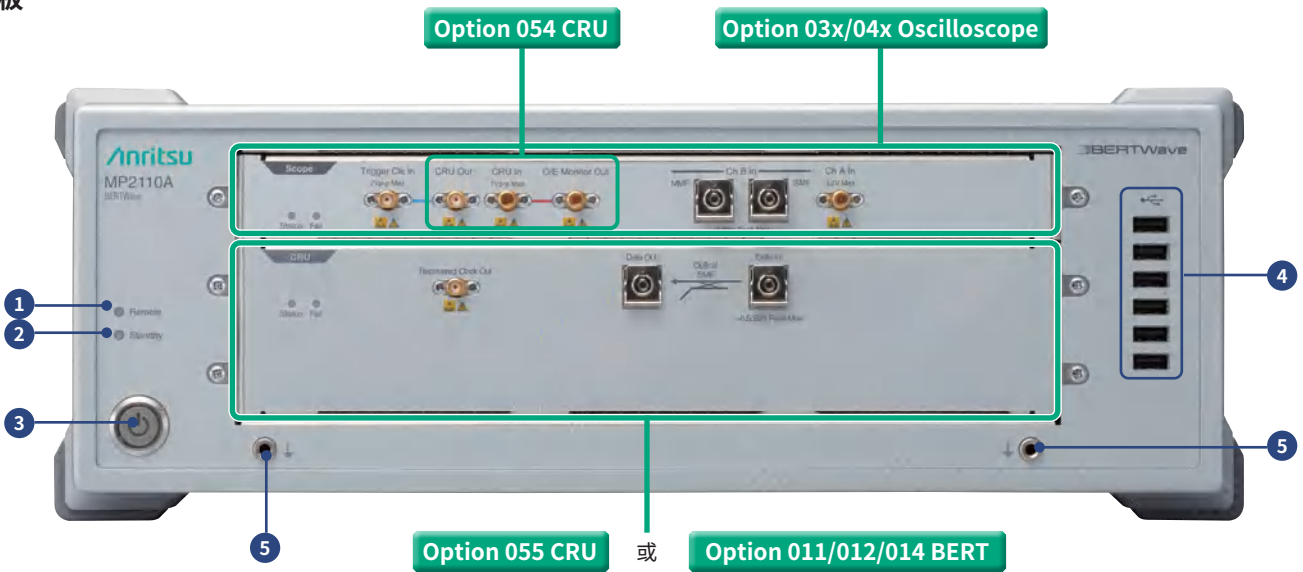 板
Option 054 CRU
Option 03x/04x Oscilloscope
Anritsu
MP2110A
BERTWave
BERTWave
Scope
Trigger Clk In
CRU Out
CRU In
O/E Monitor Out
Ch B In
Ch A In
MMF
SMF
Status Fail
CRU
Recovered Clock Out
Data Out
Optical
SMF
Data In
Status Fail
1
Remote
2
Standby
3
4
5
5
Option 055 CRU
或
Option 011/012/014 BERT